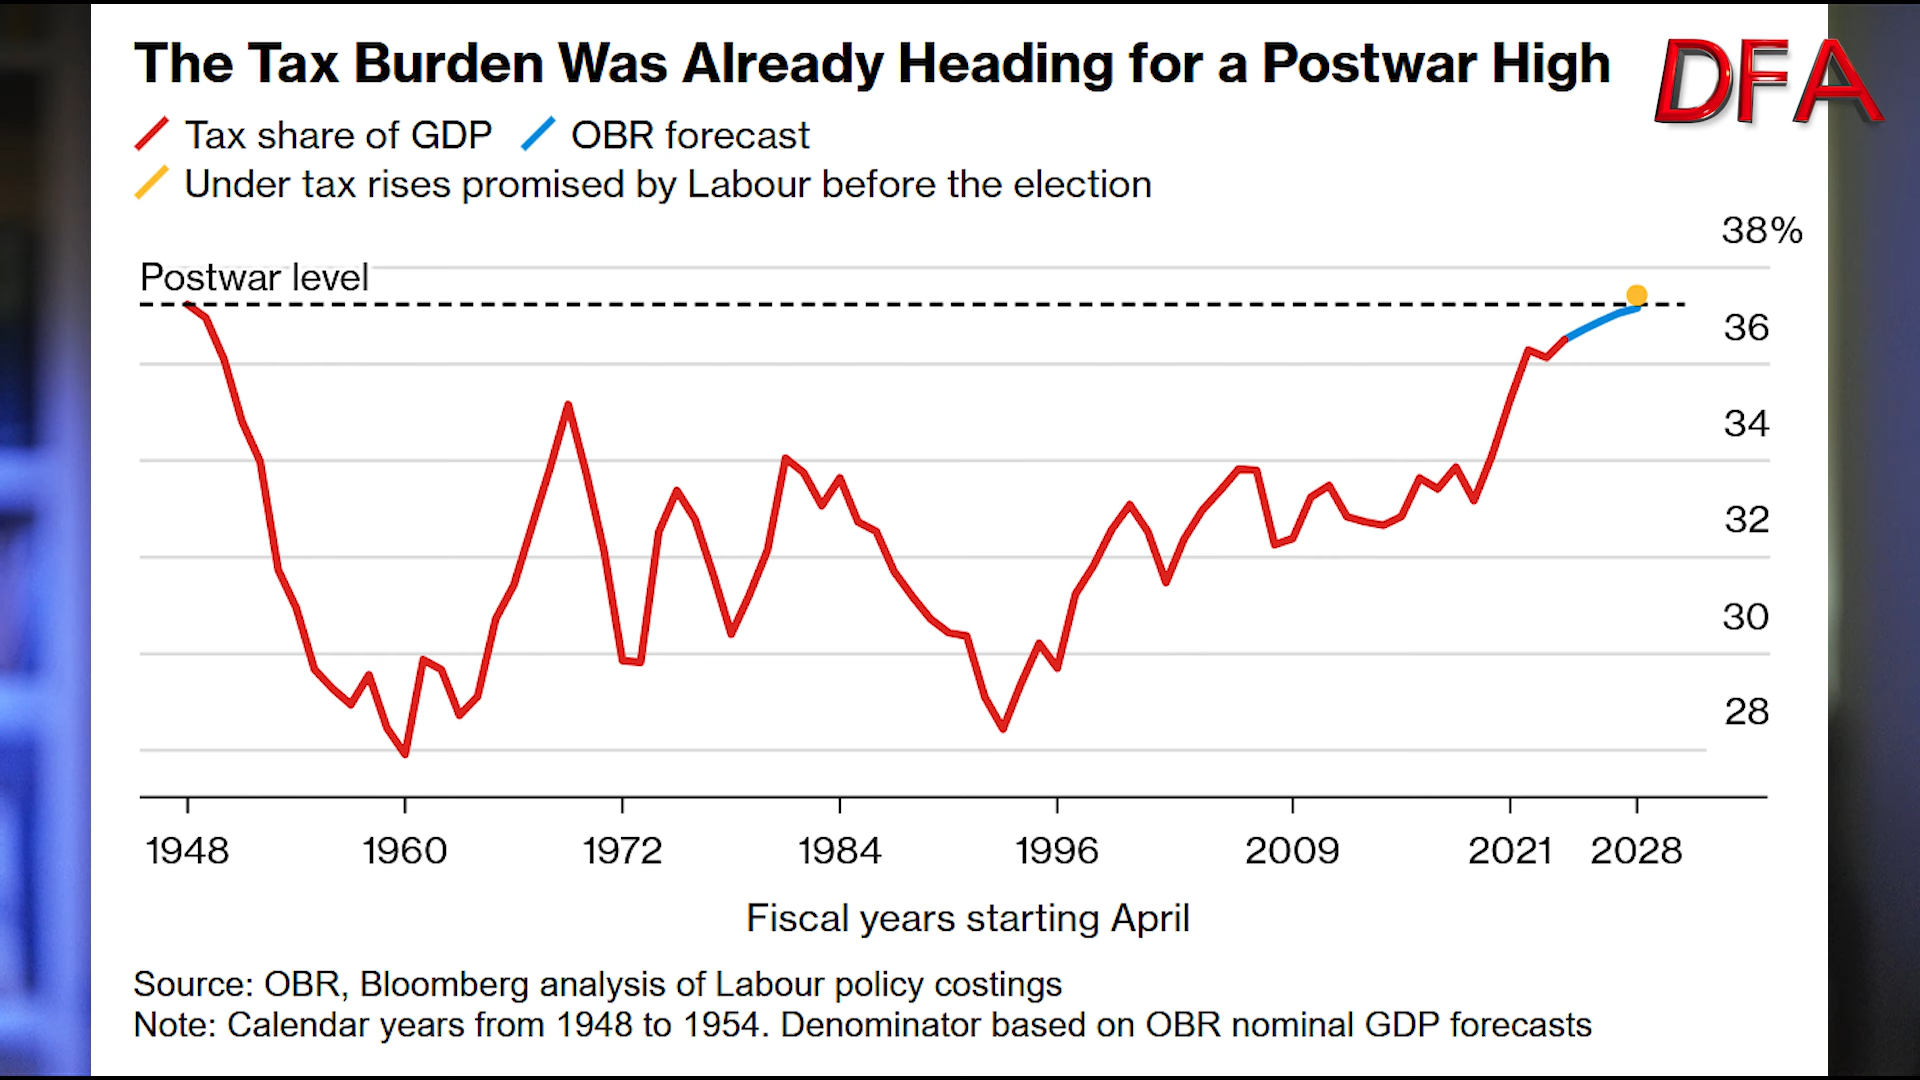 The Tax Burden Was Already Heading for a Postwar High
DFA
Tax share of GDP OBR forecast
Under tax rises promised by Labour before the election
38%
Postwar level
36
34
32
30
28
1948 1960 1972 1984 1996 2009 2021 2028
Fiscal years starting April
Source: OBR, Bloomberg analysis of Labour policy costings
Note: Calendar years from 1948 to 1954. Denominator based on OBR nominal GDP forecasts